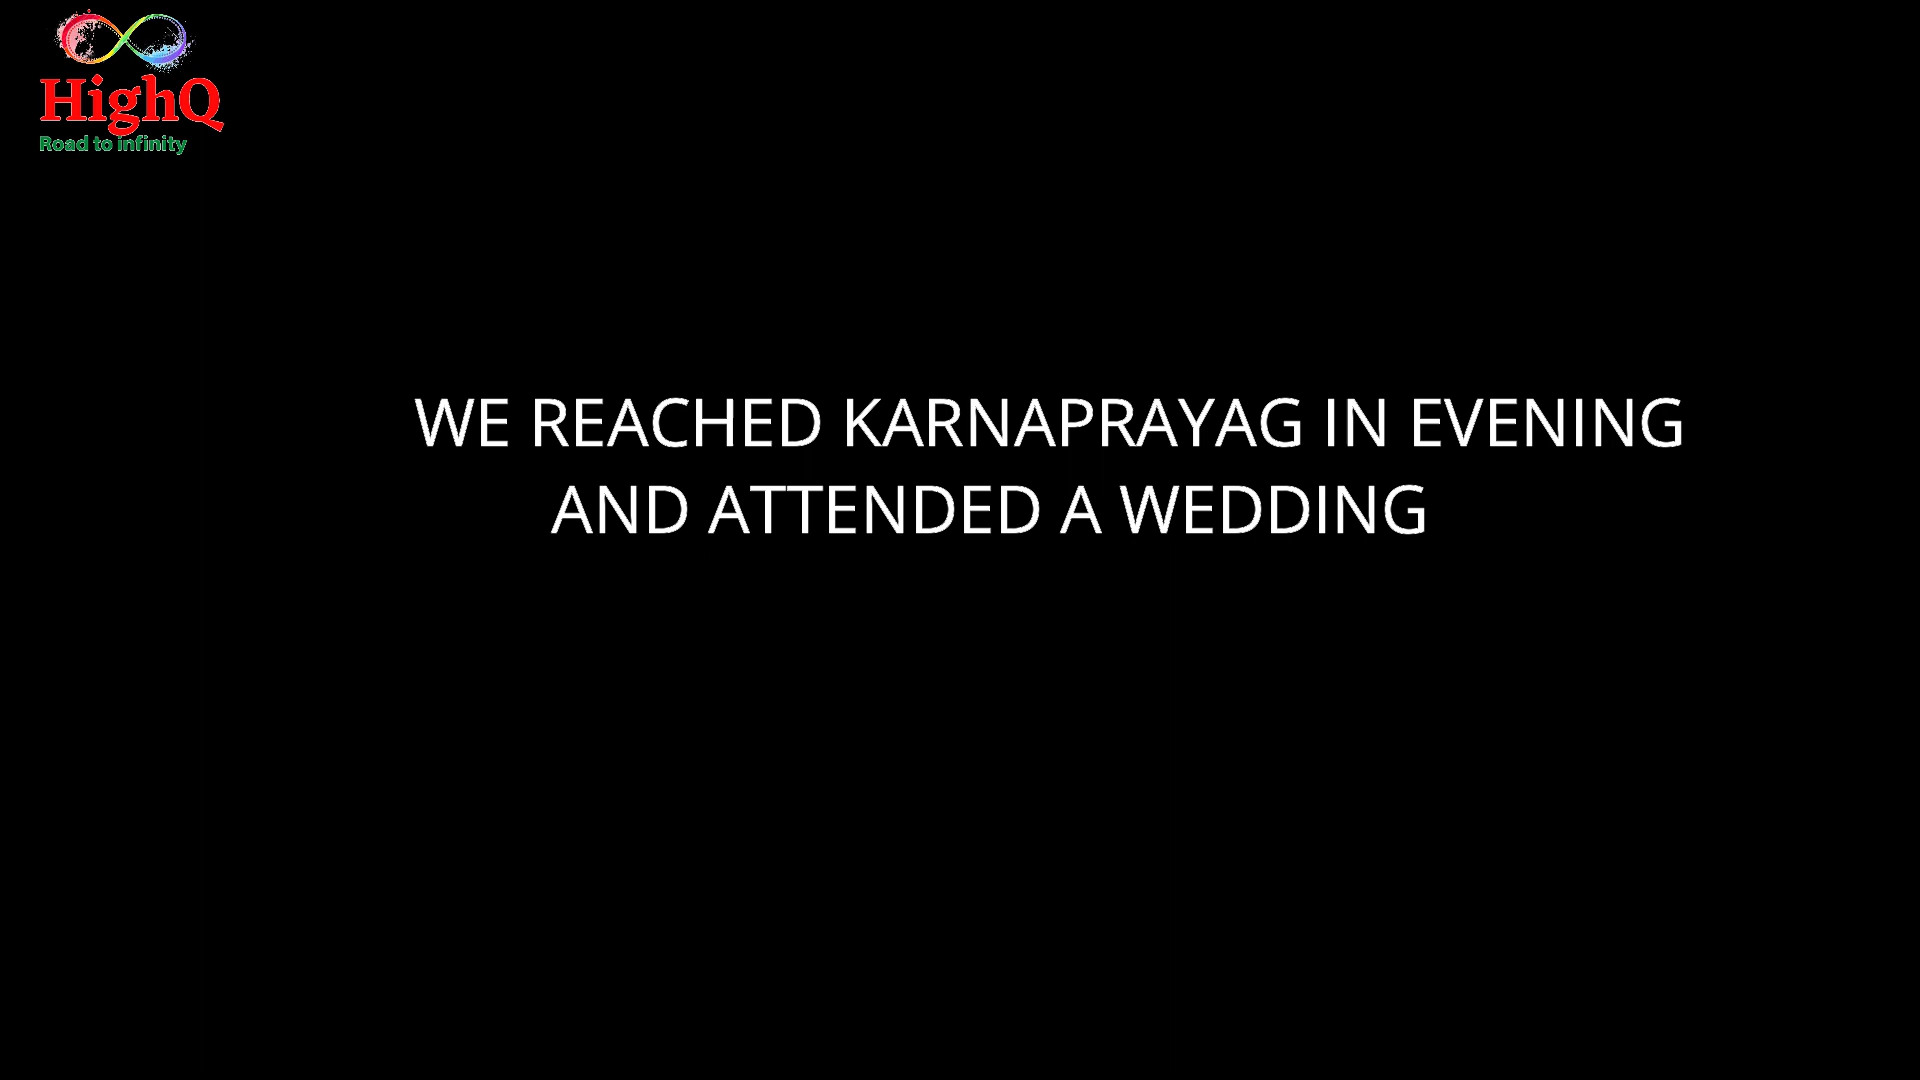 HighQ
Road to infinity
WE REACHED KARNAPRAYAG IN EVENING
AND ATTENDED A WEDDING